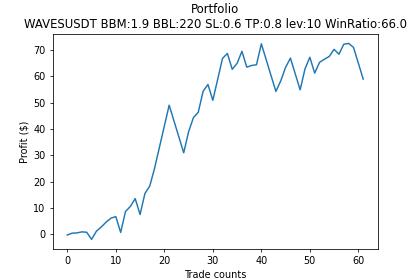 Portfolio
WAVESUSDT BBM:1.9 BBL:220 SL:0.6 TP:0.8 lev:10 WinRatio:66.0
70
60
50
40
30
20
10
0
Profit ($)
0 10 20 30 40 50 60
Trade counts